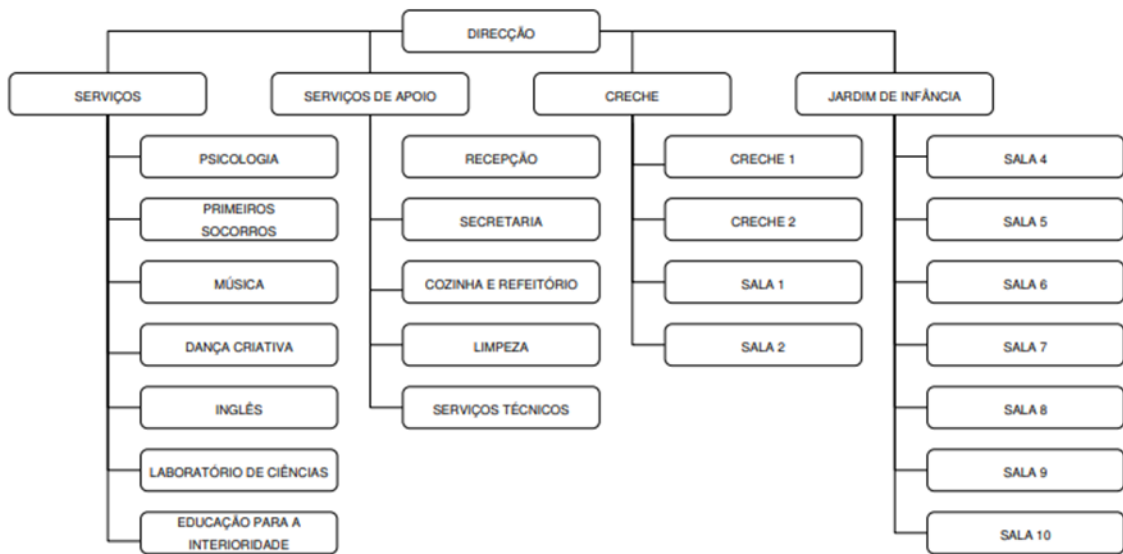 DIRECÇÃO
SERVIÇOS
SERVIÇOS DE APOIO
CRECHE
JARDIM DE INFÂNCIA
PSICOLOGIA
RECEPÇÃO
CRECHE 1
SALA 4
PRIMEIROS
SOCORROS
SECRETARIA
CRECHE 2
SALA 5
MÚSICA
COZINHA E REFEITÓRIO
SALA 1
SALA 6
DANÇA CRIATIVA
LIMPEZA
SALA 2
SALA 7
INGLÊS
SERVIÇOS TÉCNICOS
SALA 8
LABORATÓRIO DE CIÊNCIAS
SALA 9
EDUCAÇÃO PARA A
INTERIORIDADE
SALA 10